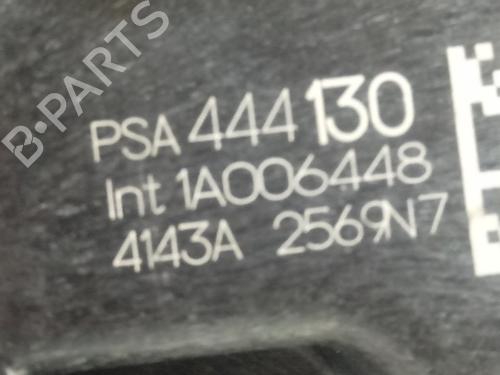 B-PARTS
PSA 444 130
Int 1A006448
4143A 2569N7